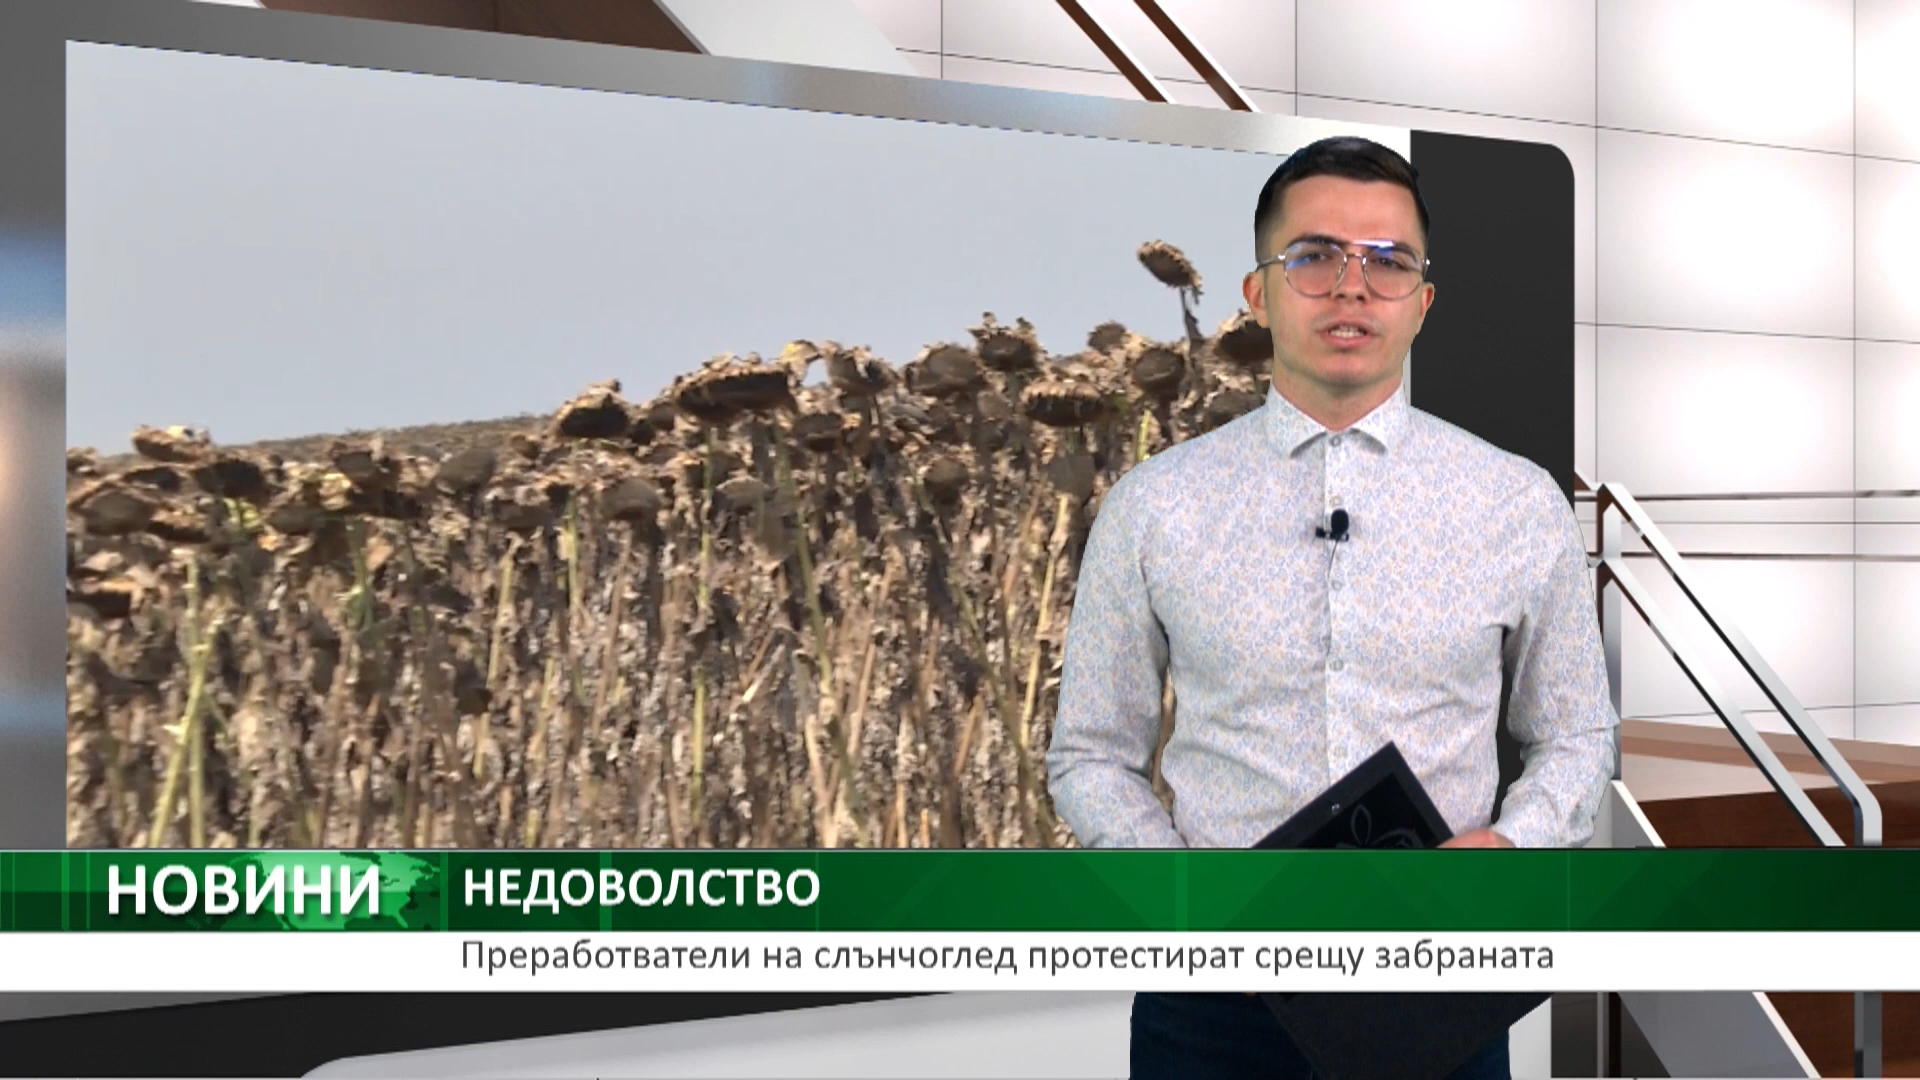 НОВИНИ
НЕДОВОЛСТВО
Преработватели на слънчоглед протестират срещу забраната